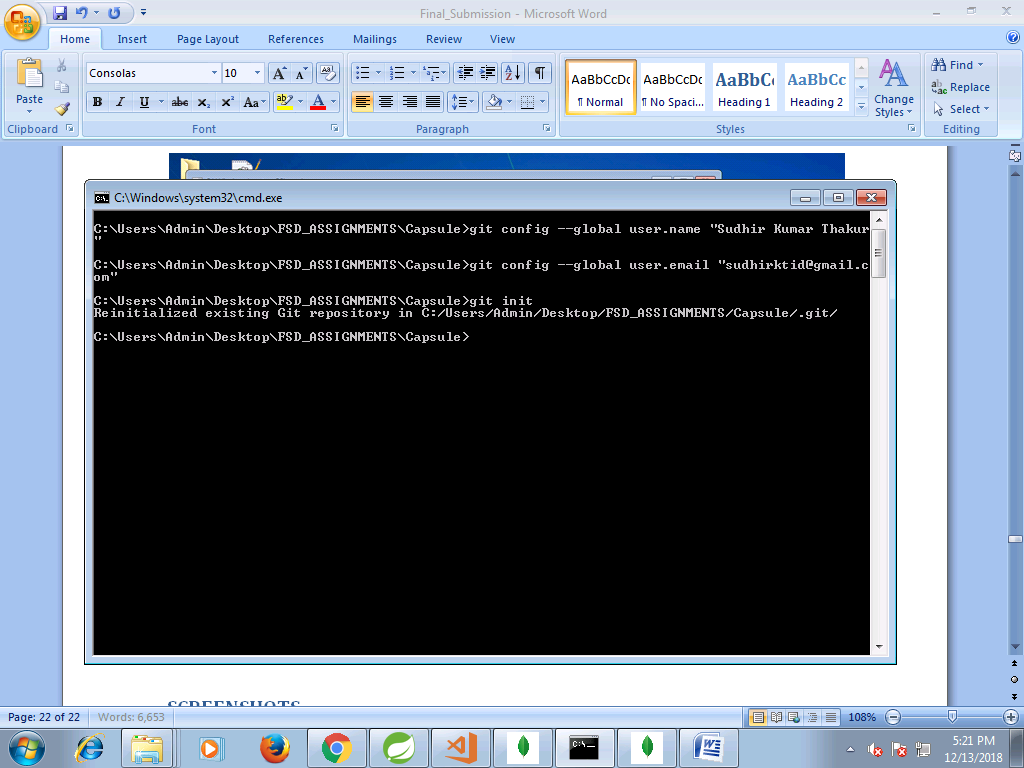 Final_Submission - Microsoft Word
Home Insert Page Layout References Mailings Review View
Consolas 10
AaBbCcDc AaBbCcDc AaBbCc AaBbCc
Paste
B I U abc X₂ X² Aa ab A
¶ Normal ¶ No Spaci... Heading 1 Heading 2
Change
Styles
Find
Replace
Select
Clipboard Font Paragraph Styles Editing
C:\Windows\system32\cmd.exe
C:\Users\Admin\Desktop\FSD_ASSIGNMENTS\Capsule>git config --global user.name "Sudhir Kumar Thakur
"
C:\Users\Admin\Desktop\FSD_ASSIGNMENTS\Capsule>git config --global user.email "sudhirktid@gmail.c
om"
C:\Users\Admin\Desktop\FSD_ASSIGNMENTS\Capsule>git init
Reinitialized existing Git repository in C:/Users/Admin/Desktop/FSD_ASSIGNMENTS/Capsule/.git/
C:\Users\Admin\Desktop\FSD_ASSIGNMENTS\Capsule>
SCREENSHOTS
Page: 22 of 22 Words: 6,653 108%
5:21 PM
12/13/2018